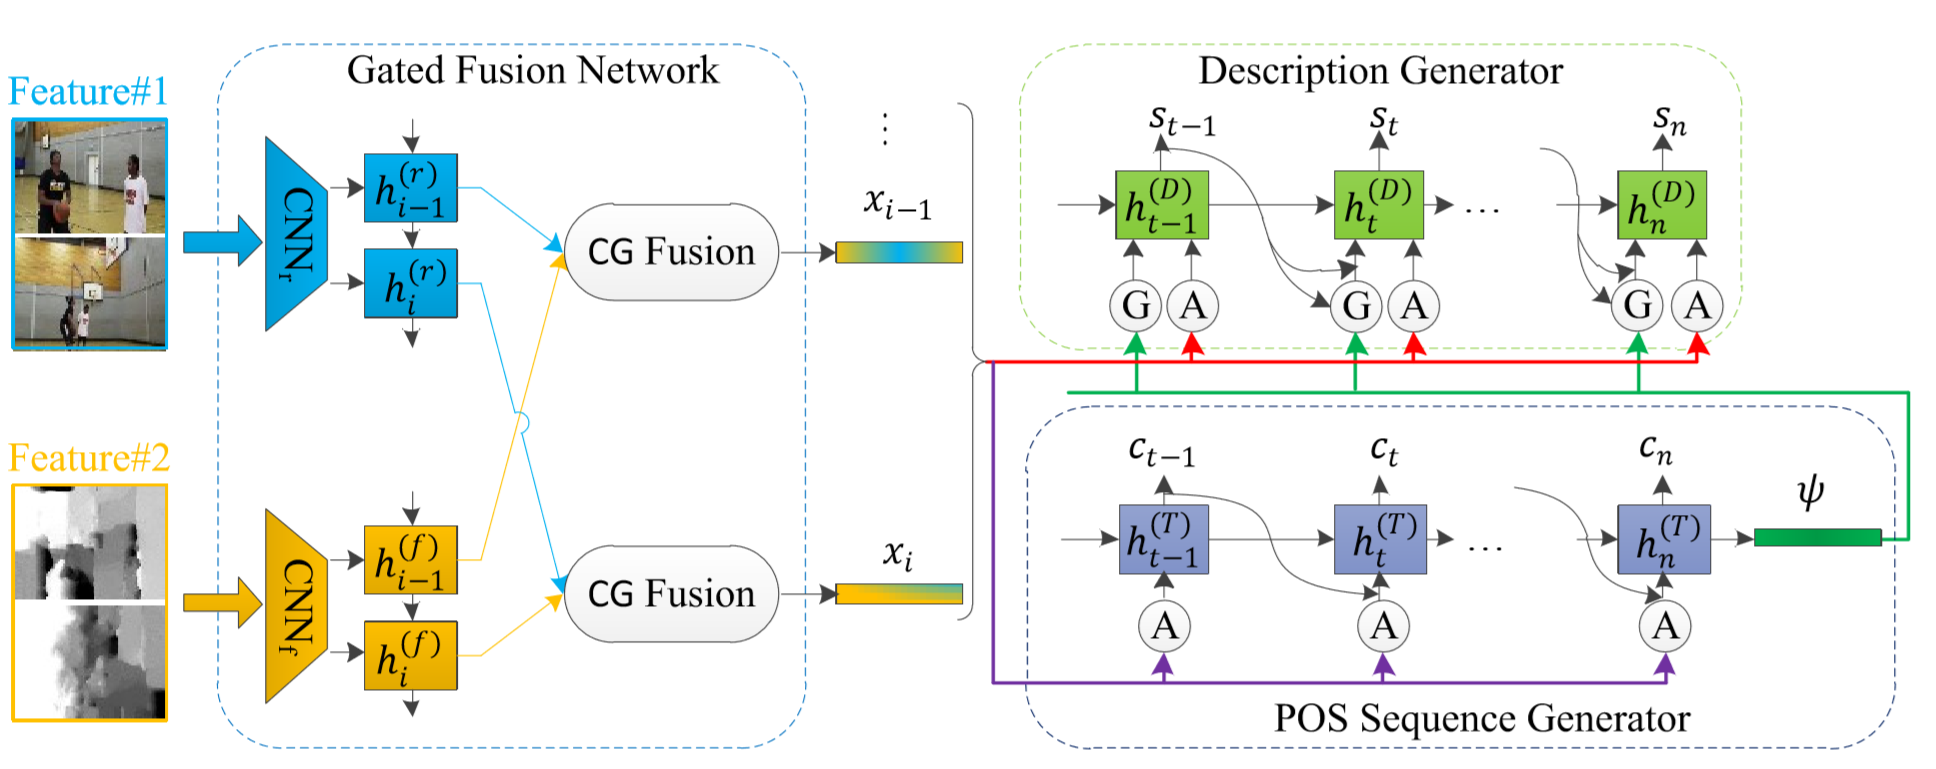 Feature#1
Feature#2
Gated Fusion Network
CNN_r
h_{i-1}^{(r)}
h_i^{(r)}
CNN_f
h_{i-1}^{(f)}
h_i^{(f)}
CG Fusion
CG Fusion
⋮
x_{i-1}
x_i
Description Generator
s_{t-1} s_t s_n
h_{t-1}^{(D)} h_t^{(D)} … h_n^{(D)}
G A G A G A
c_{t-1} c_t c_n
h_{t-1}^{(T)} h_t^{(T)} … h_n^{(T)} ψ
A A A
POS Sequence Generator